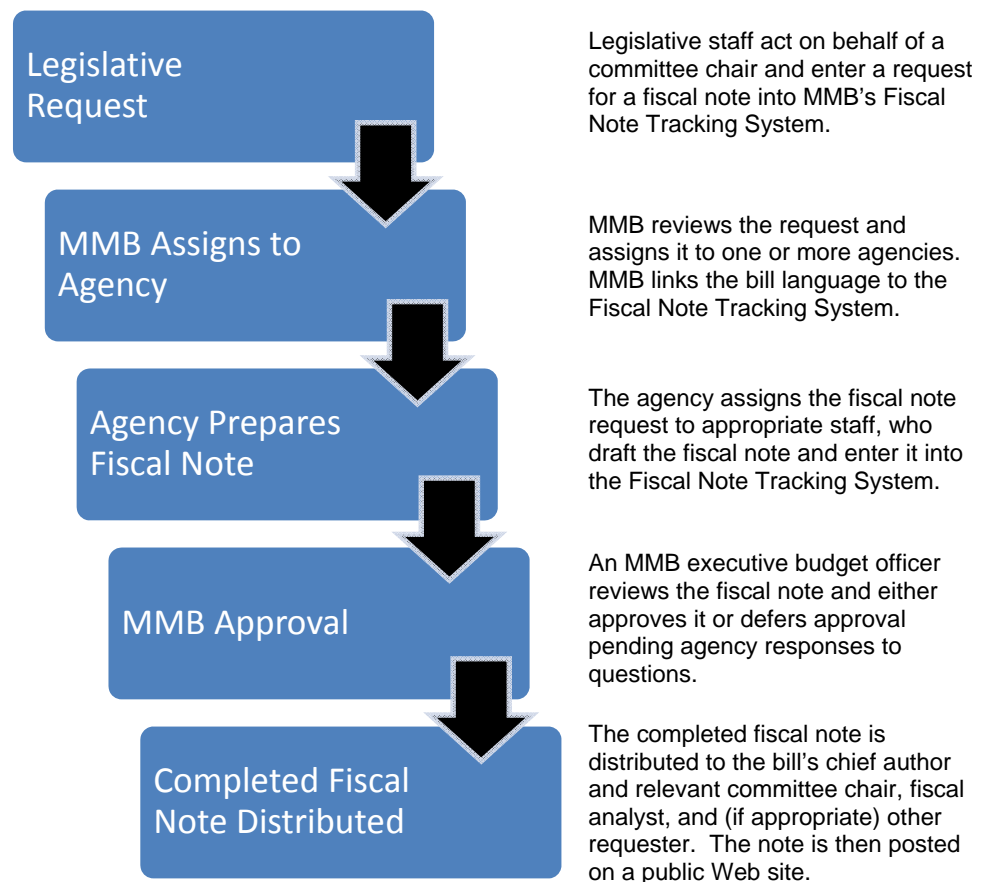 Legislative
Request
Legislative staff act on behalf of a
committee chair and enter a request
for a fiscal note into MMB’s Fiscal
Note Tracking System.
MMB Assigns to
Agency
MMB reviews the request and
assigns it to one or more agencies.
MMB links the bill language to the
Fiscal Note Tracking System.
Agency Prepares
Fiscal Note
The agency assigns the fiscal note
request to appropriate staff, who
draft the fiscal note and enter it into
the Fiscal Note Tracking System.
MMB Approval
An MMB executive budget officer
reviews the fiscal note and either
approves it or defers approval
pending agency responses to
questions.
Completed Fiscal
Note Distributed
The completed fiscal note is
distributed to the bill’s chief author
and relevant committee chair, fiscal
analyst, and (if appropriate) other
requester.  The note is then posted
on a public Web site.